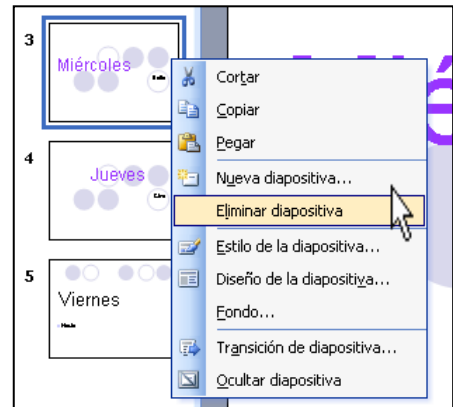 3
Miércoles
4
Jueves
5
Viernes
Cortar
Copiar
Pegar
Nueva diapositiva...
Eliminar diapositiva
Estilo de la diapositiva...
Diseño de la diapositiva...
Fondo...
Transición de diapositiva...
Ocultar diapositiva